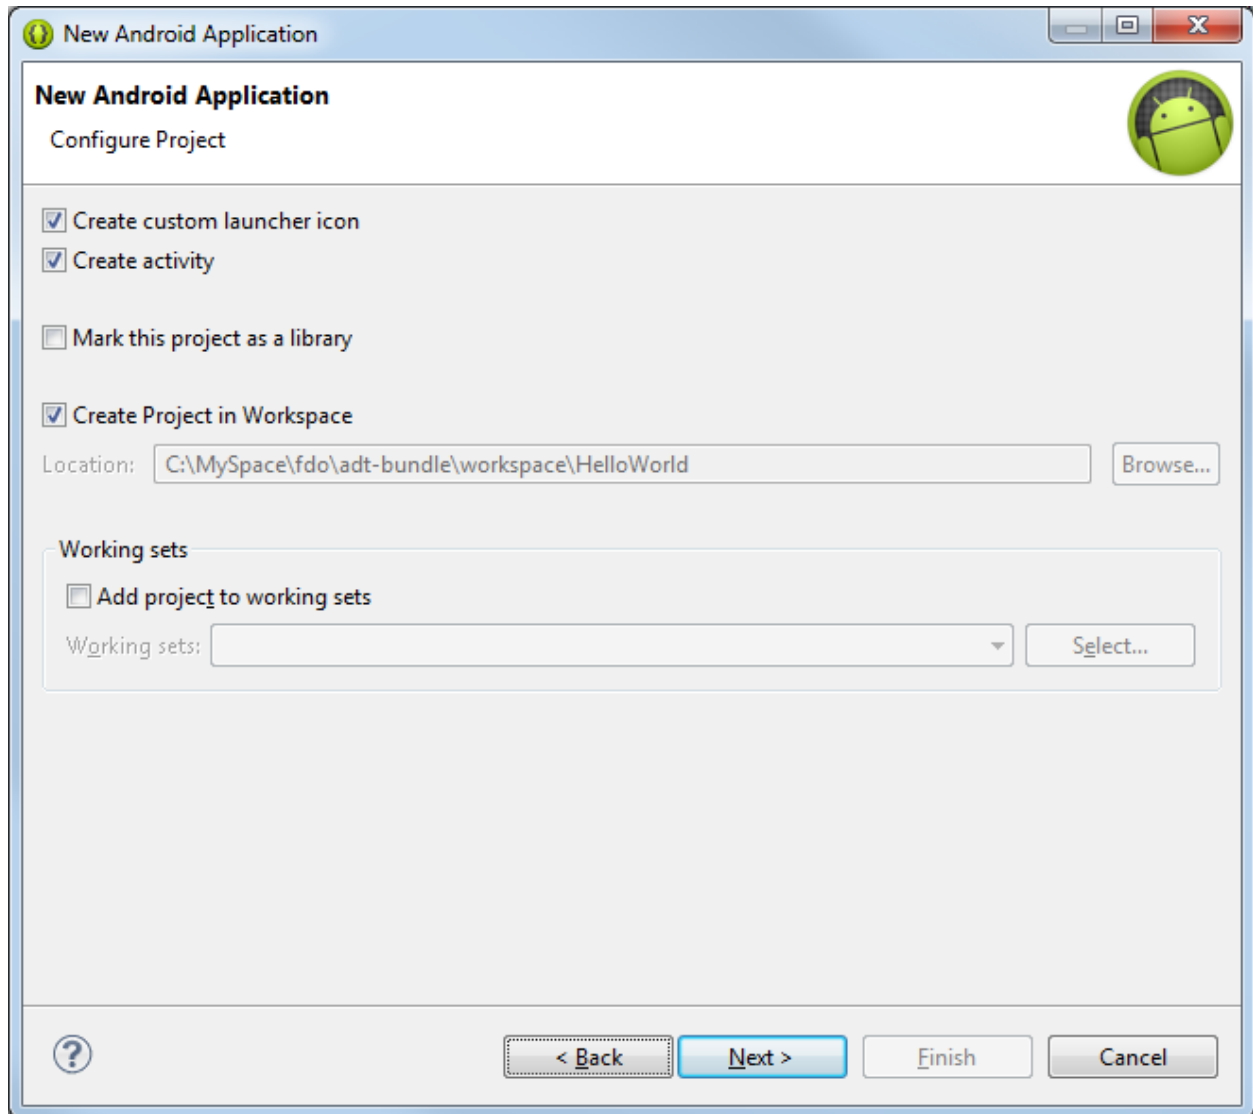 New Android Application
New Android Application
Configure Project
Create custom launcher icon
Create activity
Mark this project as a library
Create Project in Workspace
Location: C:\MySpace\fdo\adt-bundle\workspace\HelloWorld Browse...
Working sets
Add project to working sets
Working sets: Select...
? < Back Next > Finish Cancel